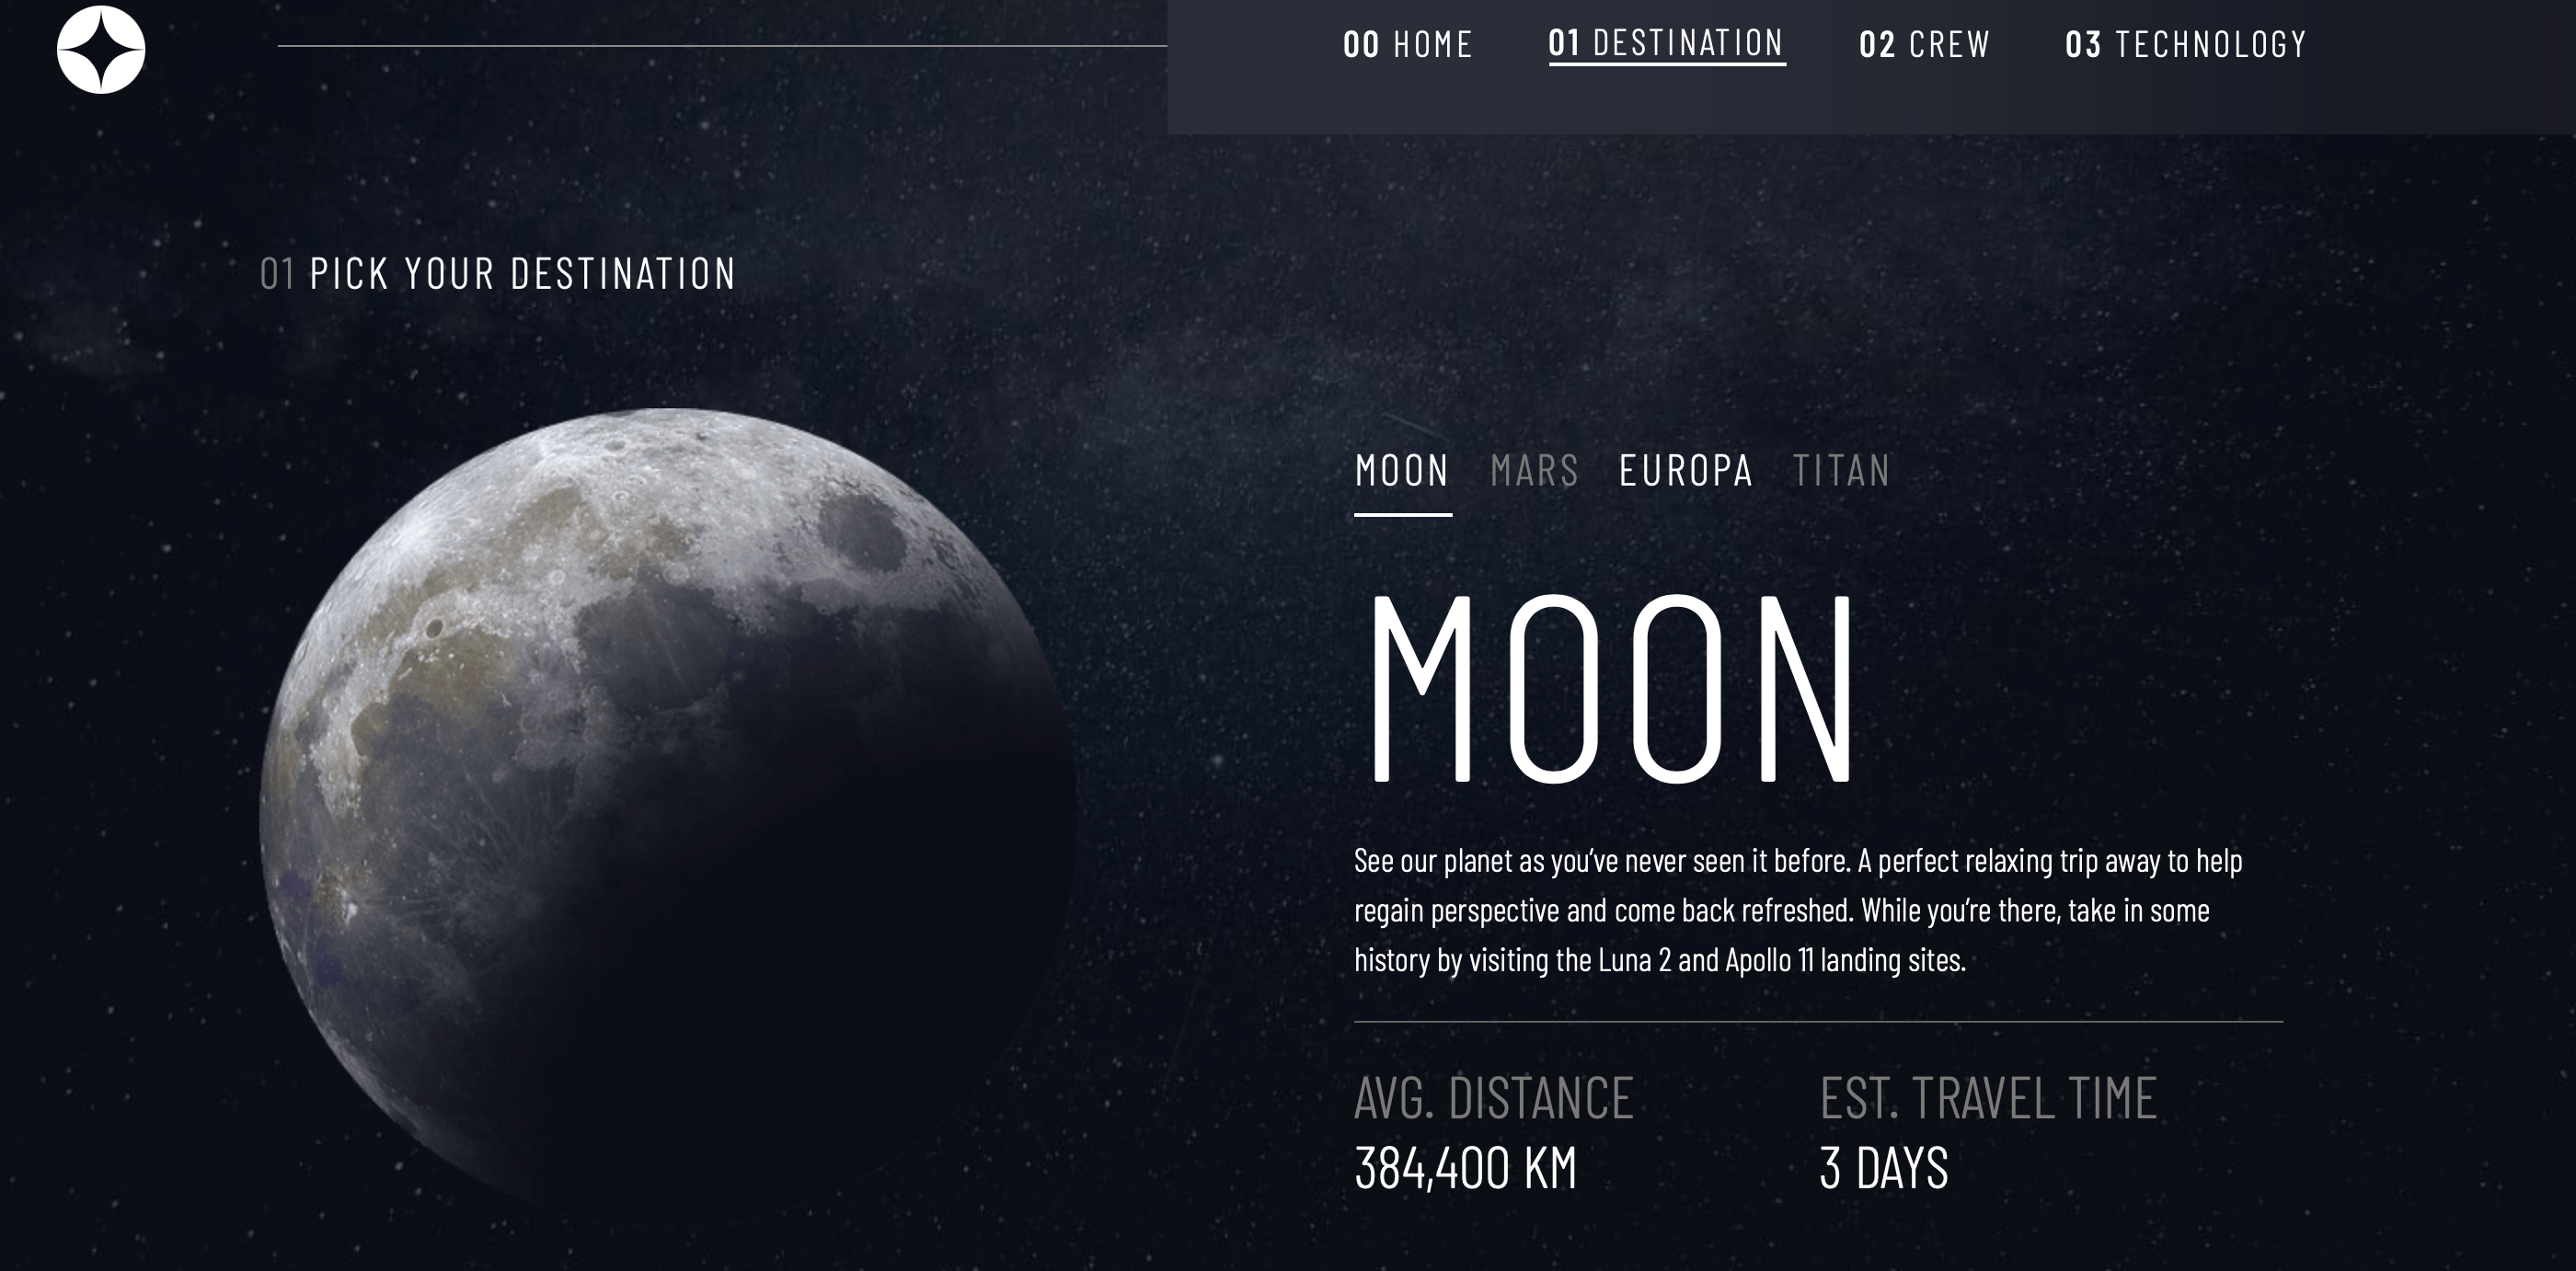 00 HOME 01 DESTINATION 02 CREW 03 TECHNOLOGY
01 PICK YOUR DESTINATION
MOON MARS EUROPA TITAN
MOON
See our planet as you’ve never seen it before. A perfect relaxing trip away to help
regain perspective and come back refreshed. While you’re there, take in some
history by visiting the Luna 2 and Apollo 11 landing sites.
AVG. DISTANCE EST. TRAVEL TIME
384,400 KM 3 DAYS